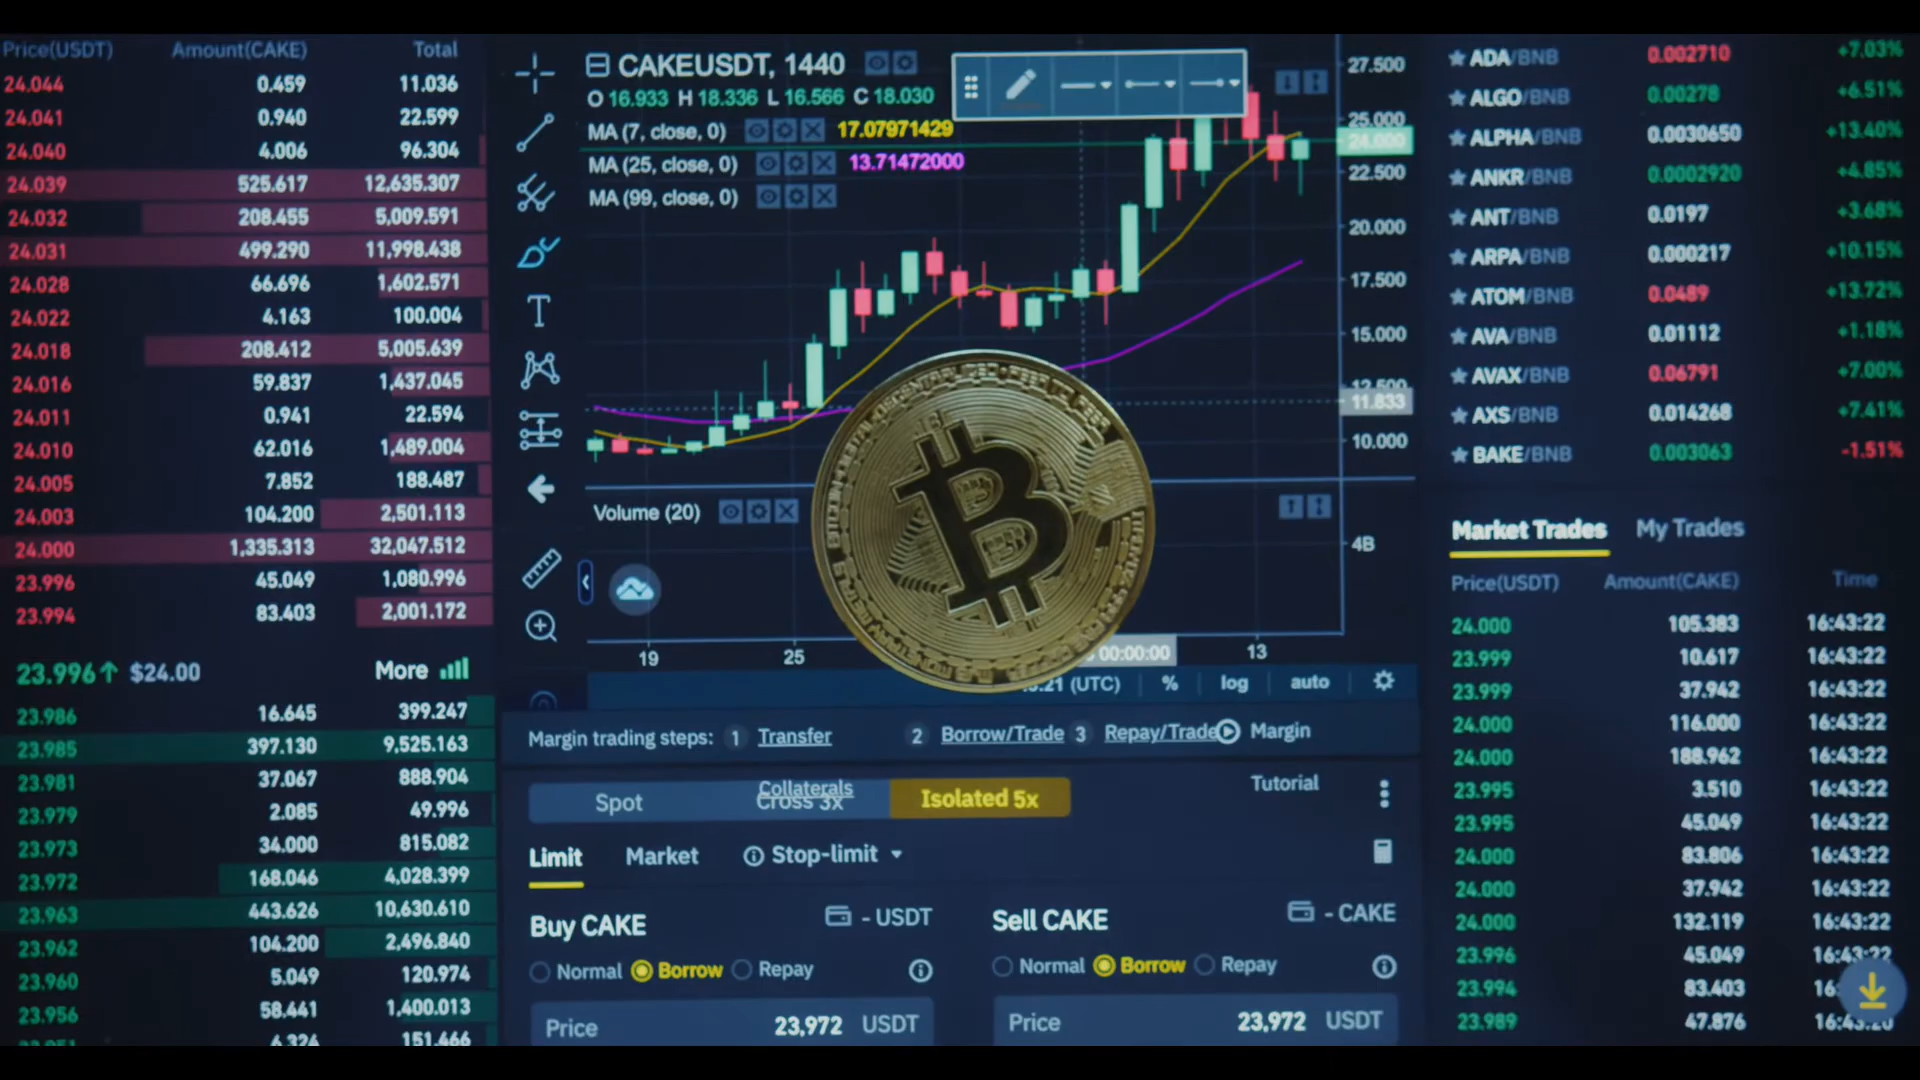 Price(USDT) Amount(CAKE) Total
24.044 0.459 11.036
24.041 0.940 22.599
24.040 4.006 96.304
24.039 525.617 12,635.307
24.032 208.455 5,009.591
24.031 499.290 11,998.438
24.028 66.696 1,602.571
24.022 4.163 100.004
24.018 208.412 5,005.639
24.016 59.837 1,437.045
24.011 0.941 22.594
24.010 62.016 1,489.004
24.005 7.852 188.487
24.003 104.200 2,501.113
24.000 1,335.313 32,047.512
23.996 45.049 1,080.996
23.994 83.403 2,001.172
23.996↑ $24.00 More
23.986 16.645 399.247
23.985 397.130 9,525.163
23.981 37.067 888.904
23.979 2.085 49.996
23.973 34.000 815.082
23.972 168.046 4,028.399
23.963 443.626 10,630.610
23.962 104.200 2,496.840
23.960 5.049 120.974
23.956 58.441 1,400.013
4.324 151.466
CAKEUSDT, 1440
O 16.933 H 18.336 L 16.566 C 18.030
MA (7, close, 0) 17.07971429
MA (25, close, 0) 13.71472000
MA (99, close, 0)
27.500
25.000
24.000
22.500
20.000
17.500
15.000
12.500
11.833
10.000
Volume (20)
4B
19 25 00:00:00 13
21 (UTC) % log auto
Margin trading steps: 1 Transfer 2 Borrow/Trade 3 Repay/Trade Margin
Collaterals Tutorial
Spot Cross 3x Isolated 5x
Limit Market Stop-limit
Buy CAKE - USDT Sell CAKE - CAKE
Normal Borrow Repay Normal Borrow Repay
Price 23,972 USDT Price 23,972 USDT
ADA/BNB 0.002710 +7.03%
ALGO/BNB 0.00278 +6.51%
ALPHA/BNB 0.0030650 +13.40%
ANKR/BNB 0.0002920 +4.85%
ANT/BNB 0.0197 +3.68%
ARPA/BNB 0.000217 +10.15%
ATOM/BNB 0.0489 +13.72%
AVA/BNB 0.01112 +1.18%
AVAX/BNB 0.06791 +7.00%
AXS/BNB 0.014268 +7.41%
BAKE/BNB 0.003063 -1.51%
Market Trades My Trades
Price(USDT) Amount(CAKE) Time
24.000 105.383 16:43:22
23.999 10.617 16:43:22
23.999 37.942 16:43:22
24.000 116.000 16:43:22
24.000 188.962 16:43:22
23.995 3.510 16:43:22
23.995 45.049 16:43:22
24.000 83.806 16:43:22
24.000 37.942 16:43:22
24.000 132.119 16:43:22
23.996 45.049 16:43:22
23.994 83.403 16:
23.989 47.876 16:43:20